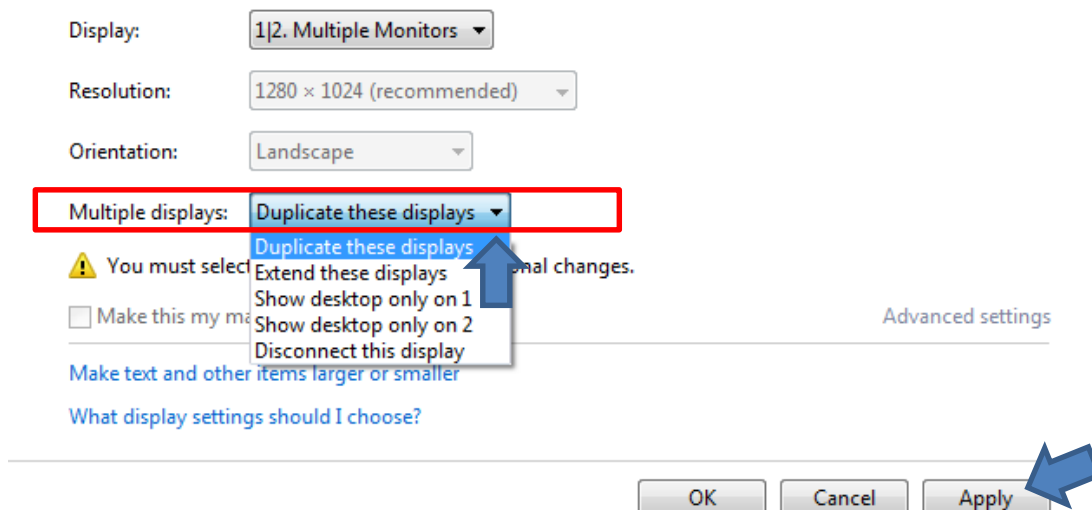 Display: 1|2. Multiple Monitors
Resolution: 1280 × 1024 (recommended)
Orientation: Landscape
Multiple displays: Duplicate these displays
Duplicate these displays
You must select nal changes.
Extend these displays
Show desktop only on 1
Make this my ma Advanced settings
Show desktop only on 2
Disconnect this display
Make text and other items larger or smaller
What display settings should I choose?
OK Cancel Apply